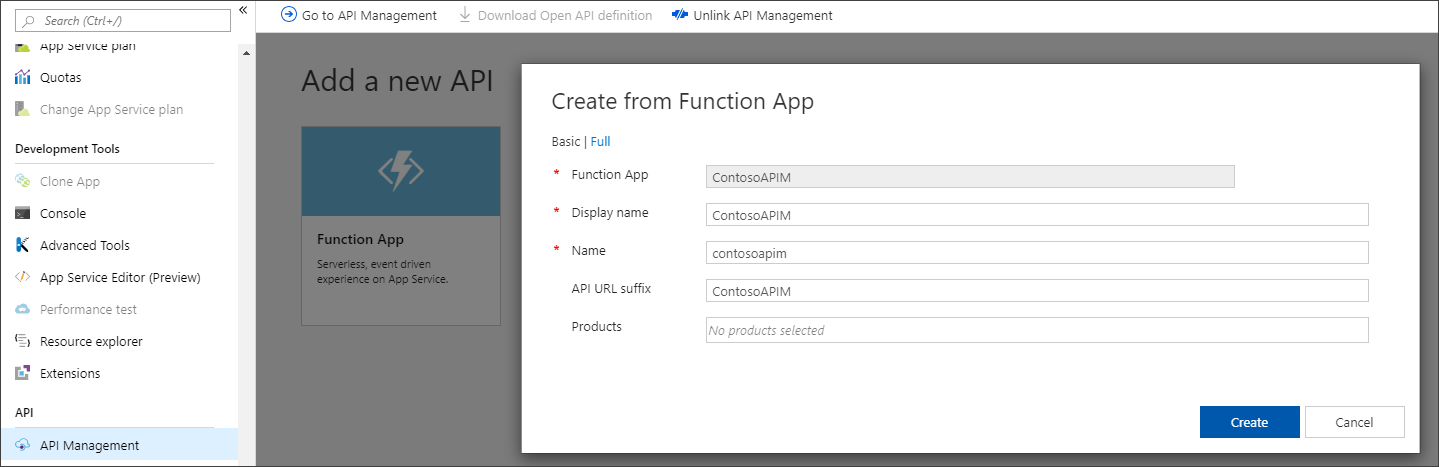 Search (Ctrl+/)
«
App Service plan
Quotas
Change App Service plan
Development Tools
Clone App
Console
Advanced Tools
App Service Editor (Preview)
Performance test
Resource explorer
Extensions
API
API Management
Go to API Management
Download Open API definition
Unlink API Management
Add a new API
Function App
Serverless, event driven
experience on App Service.
Create from Function App
Basic | Full
* Function App
ContosoAPIM
* Display name
ContosoAPIM
* Name
contosoapim
API URL suffix
ContosoAPIM
Products
No products selected
Create
Cancel